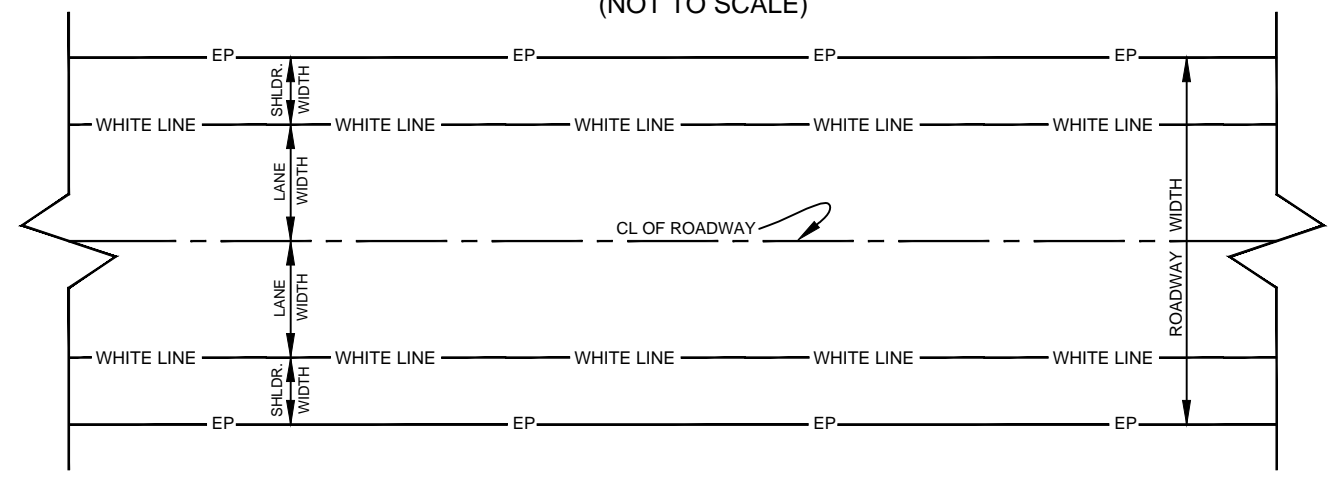 (NOT TO SCALE)
EP EP EP EP
SHLDR.
WIDTH
WHITE LINE WHITE LINE WHITE LINE WHITE LINE WHITE LINE
LANE
WIDTH
CL OF ROADWAY
ROADWAY WIDTH
LANE
WIDTH
WHITE LINE WHITE LINE WHITE LINE WHITE LINE WHITE LINE
SHLDR.
WIDTH
EP EP EP EP